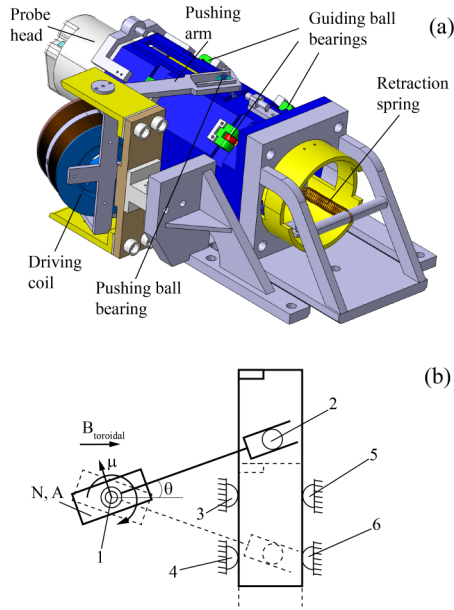 Probe
head
Pushing
arm
Guiding ball
bearings
(a)
Retraction
spring
Driving
coil
Pushing ball
bearing
(b)
B toroidal
μ
θ
N, A
1
2
3
4
5
6